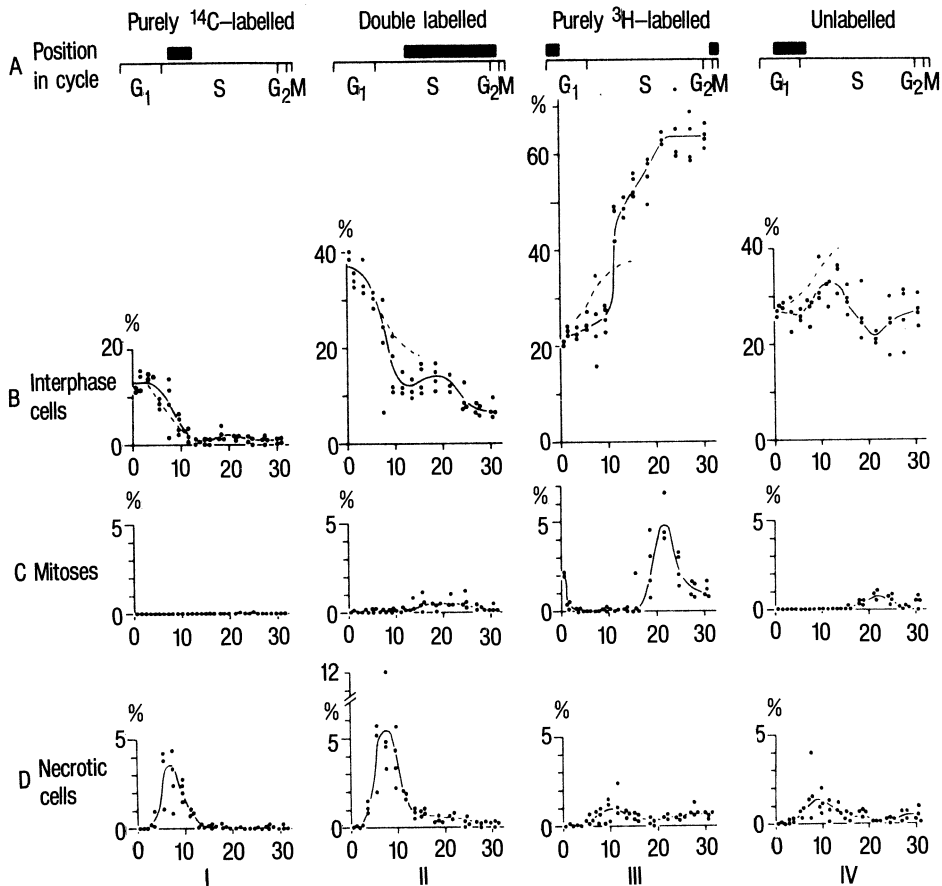 Purely ¹⁴C–labelled Double labelled Purely ³H–labelled Unlabelled
A Position in cycle
G₁ S G₂M G₁ S G₂M G₁ S G₂M G₁ S G₂M
%
60
40
20
0
0 10 20 30
%
40
20
0
0 10 20 30
%
40
20
0
0 10 20 30
%
20
0
0 10 20 30
B Interphase cells
% % % %
5 5 5 5
C Mitoses
0 0 0 0
0 10 20 30 0 10 20 30 0 10 20 30 0 10 20 30
12
% % % %
5 5 5 5
D Necrotic cells
0 0 0 0
0 10 20 30 0 10 20 30 0 10 20 30 0 10 20 30
I II III IV